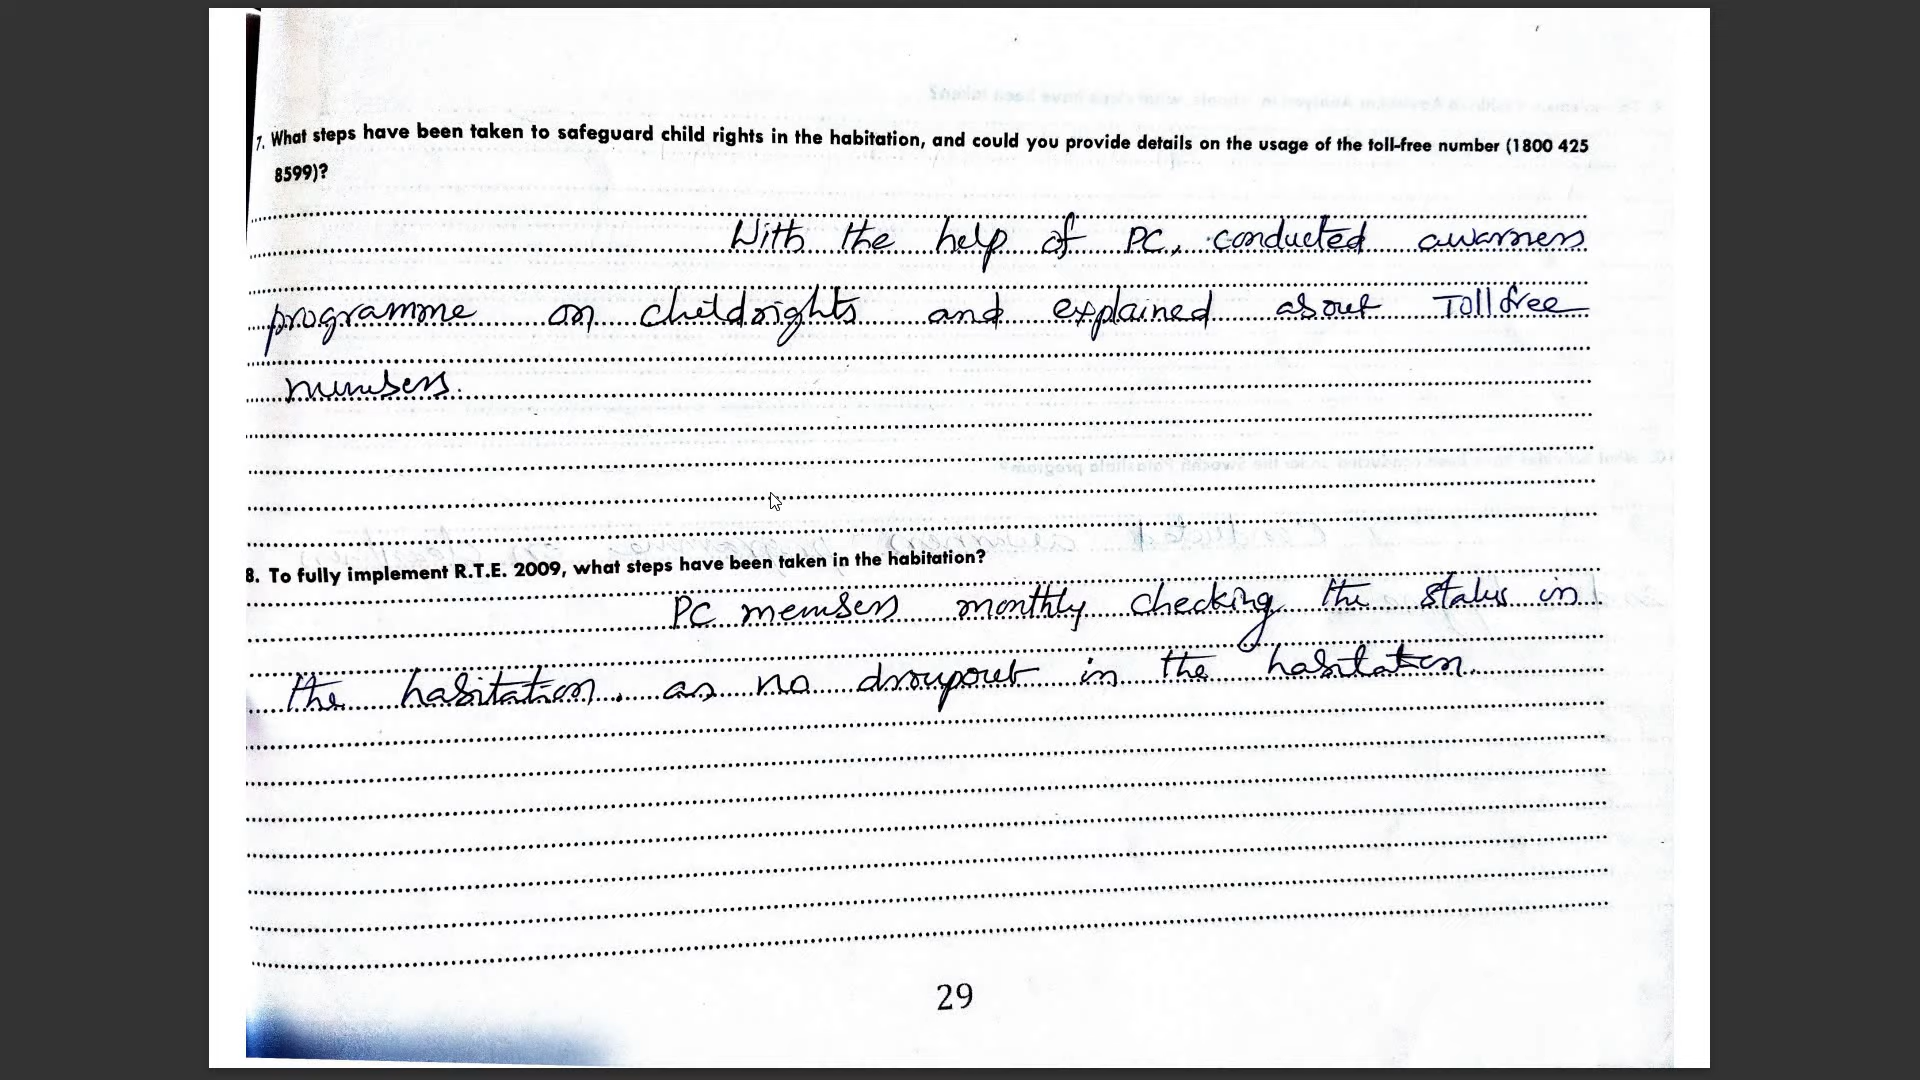 7. What steps have been taken to safeguard child rights in the habitation, and could you provide details on the usage of the toll-free number (1800 425
8599)?
With the help of PC, conducted awarness
programme on childrights and explained about Tollfree
numbers.
8. To fully implement R.T.E. 2009, what steps have been taken in the habitation?
PC members monthly checking the status in
the habitation. as no droupout in the habitation.
29